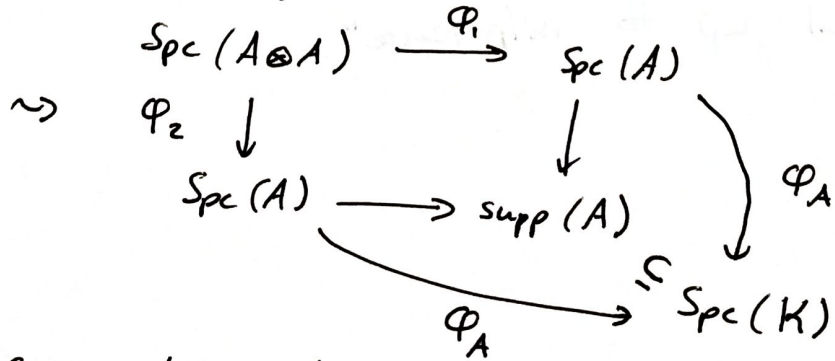 Spc(A⊗A) φ₁ Spc(A)
⇝ φ₂
Spc(A) supp(A) φ_A
φ_A ⊆ Spc(K)